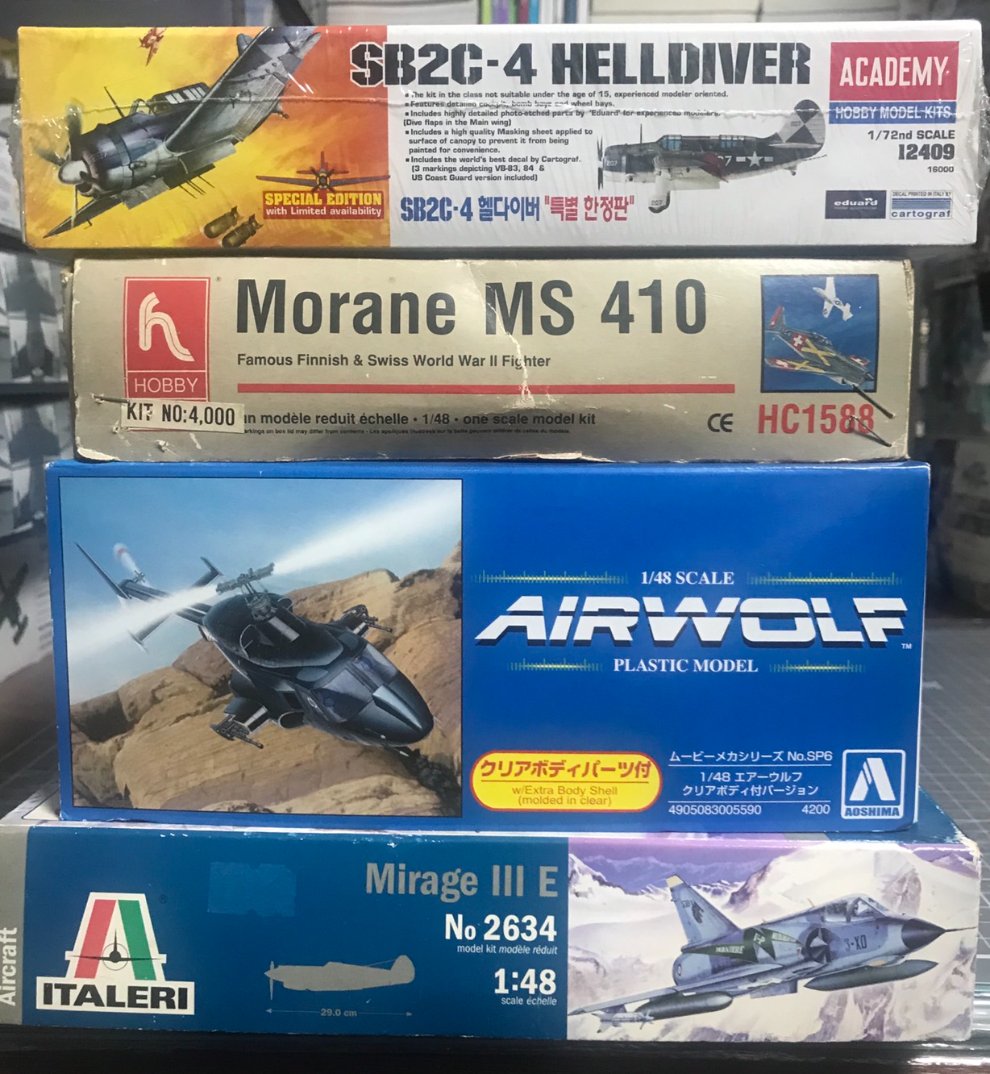 SB2C-4 HELLDIVER
ACADEMY
HOBBY MODEL KITS
1/72nd SCALE
12409
16000
The kit in the class not suitable under the age of 15, experienced modeler oriented.
Features detailed cockpit, bomb bays and wheel bays.
Includes highly detailed photo-etched parts by "Eduard" for experienced modelers.
(Dive flaps in the Main wing)
Includes a high quality Masking sheet applied to
surface of canopy to prevent it from being
painted for convenience.
Includes the world's best decal by Cartograf.
(3 markings depicting VB-83, 84 &
US Coast Guard version included)
SPECIAL EDITION
with Limited availability
SB2C-4 헬다이버 "특별 한정판"
eduard
DECAL PRINTED IN ITALY BY
cartograf
h
HOBBY
KIT NO:4,000
Morane MS 410
Famous Finnish & Swiss World War II Fighter
un modèle reduit échelle • 1/48 • one scale model kit
CE
HC1588
1/48 SCALE
AIRWOLF
TM
PLASTIC MODEL
クリアボディパーツ付
w/Extra Body Shell
(molded in clear)
ムービーメカシリーズ No.SP6
1/48 エアーウルフ
クリアボディ付バージョン
4905083005590 4200
AOSHIMA
Aircraft
ITALERI
Mirage III E
No 2634
model kit modèle réduit
1:48
scale échelle
29.0 cm
3-XD